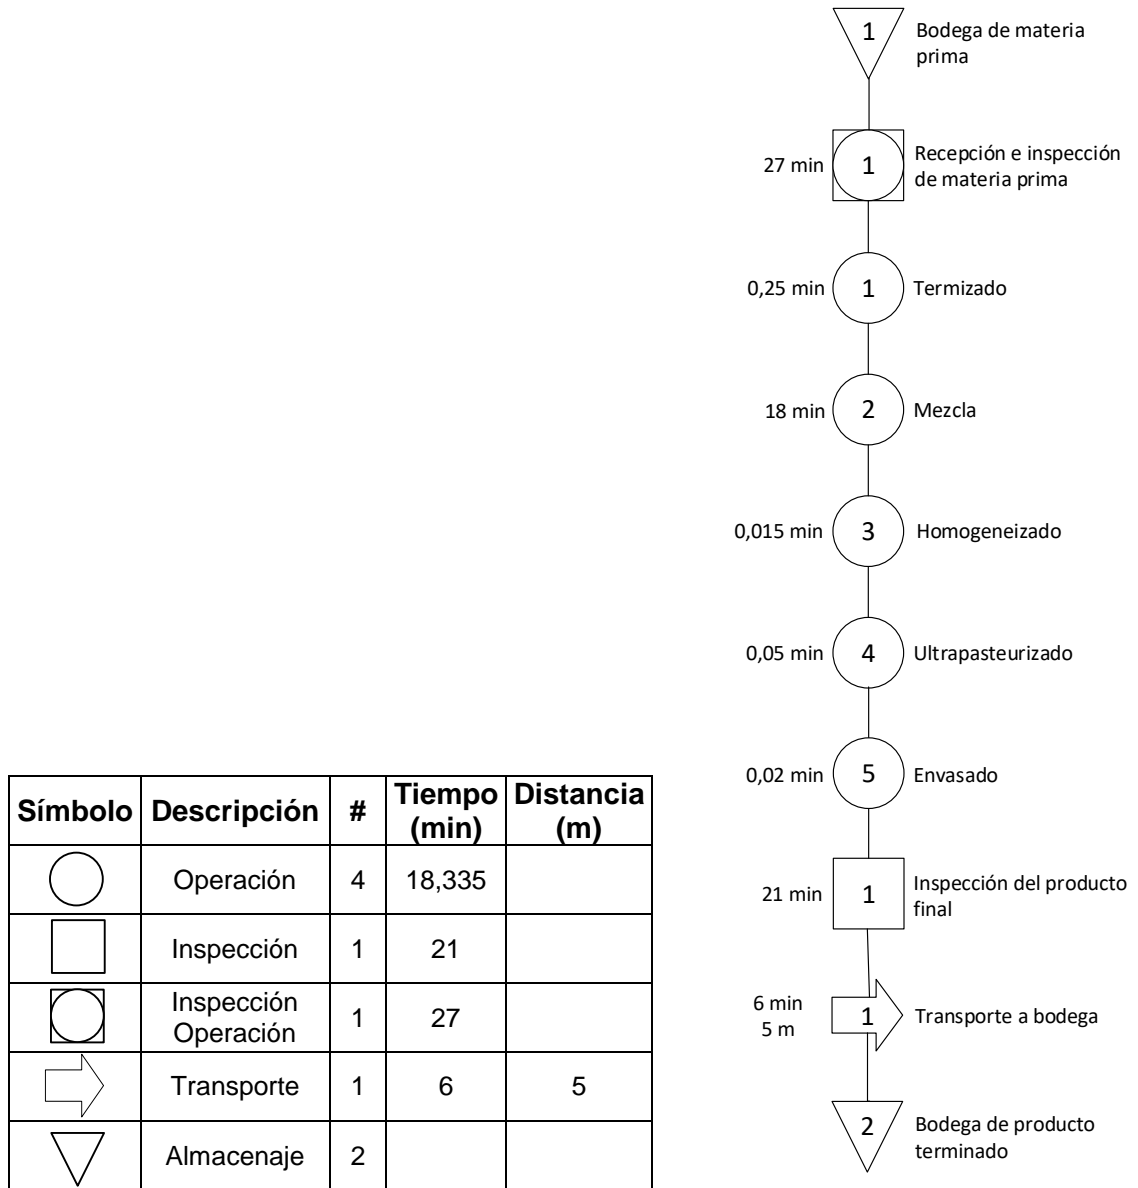 1
Bodega de materia
prima
27 min
1
Recepción e inspección
de materia prima
0,25 min
1
Termizado
18 min
2
Mezcla
0,015 min
3
Homogeneizado
0,05 min
4
Ultrapasteurizado
0,02 min
5
Envasado
21 min
1
Inspección del producto
final
6 min
5 m
1
Transporte a bodega
2
Bodega de producto
terminado
Símbolo Descripción # Tiempo (min) Distancia (m)
Operación 4 18,335
Inspección 1 21
Inspección
Operación 1 27
Transporte 1 6 5
Almacenaje 2